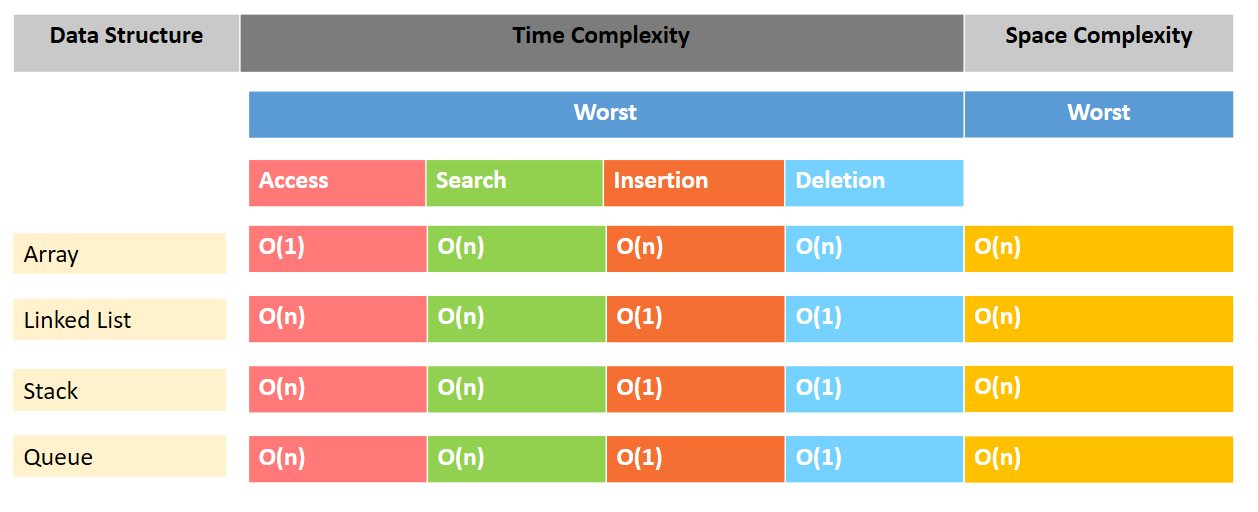 Data Structure Time Complexity Space Complexity
Worst Worst
Access Search Insertion Deletion
Array O(1) O(n) O(n) O(n) O(n)
Linked List O(n) O(n) O(1) O(1) O(n)
Stack O(n) O(n) O(1) O(1) O(n)
Queue O(n) O(n) O(1) O(1) O(n)